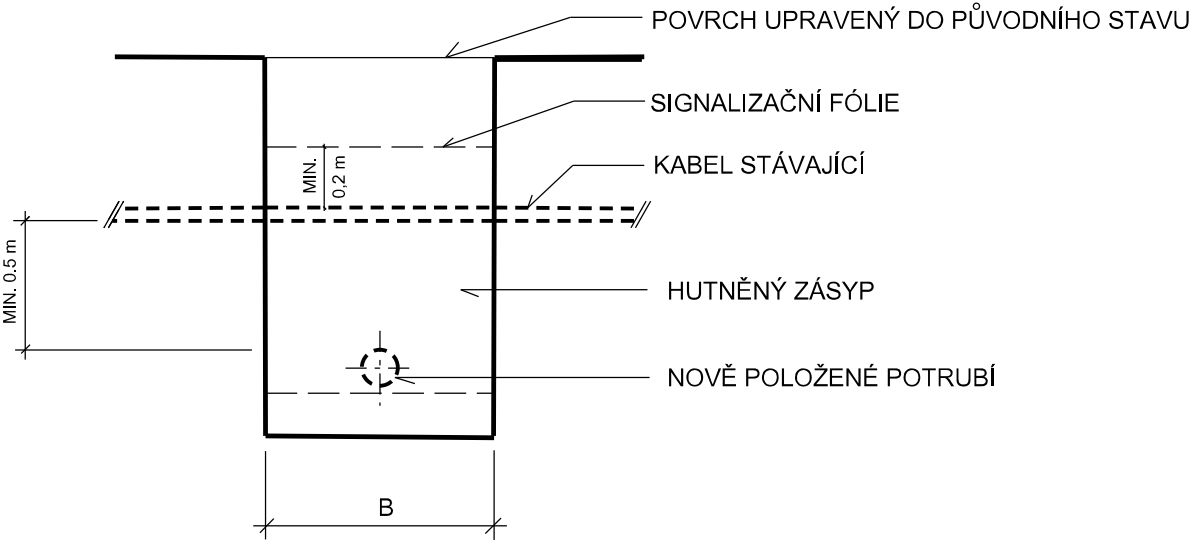 POVRCH UPRAVENÝ DO PŮVODNÍHO STAVU
SIGNALIZAČNÍ FÓLIE
MIN.
0,2 m
KABEL STÁVAJÍCÍ
MIN. 0.5 m
HUTNĚNÝ ZÁSYP
NOVĚ POLOŽENÉ POTRUBÍ
B